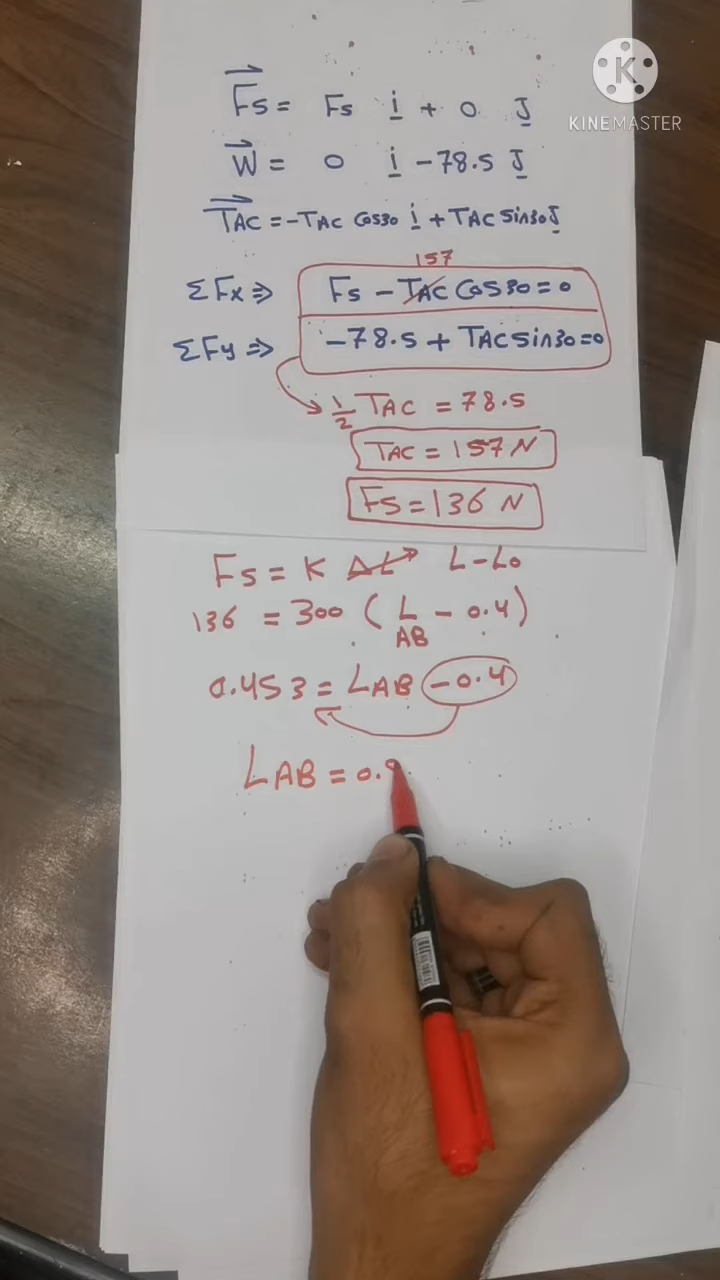 K
KINEMASTER
Fs = Fs i + 0 J
W = 0 i - 78.5 J
TAC = -TAC Cos30 i + TAC Sin30 J
157
ΣFx ⇒ Fs - TAC Cos30 = 0
ΣFy ⇒ -78.5 + TAC Sin30 = 0
1/2 TAC = 78.5
TAC = 157 N
Fs = 136 N
Fs = K ΔL → L - L0
136 = 300 ( L - 0.4 )
AB
0.453 = LAB - 0.4
LAB = 0.